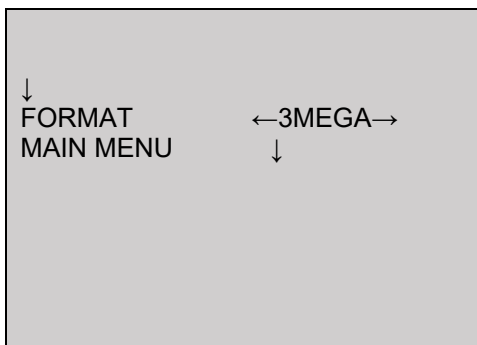 ↓
FORMAT ←3MEGA→
MAIN MENU ↓